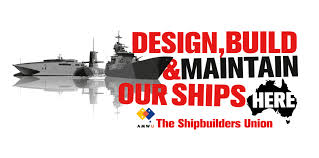 DESIGN, BUILD
& MAINTAIN
OUR SHIPS HERE
AMWU The Shipbuilders Union